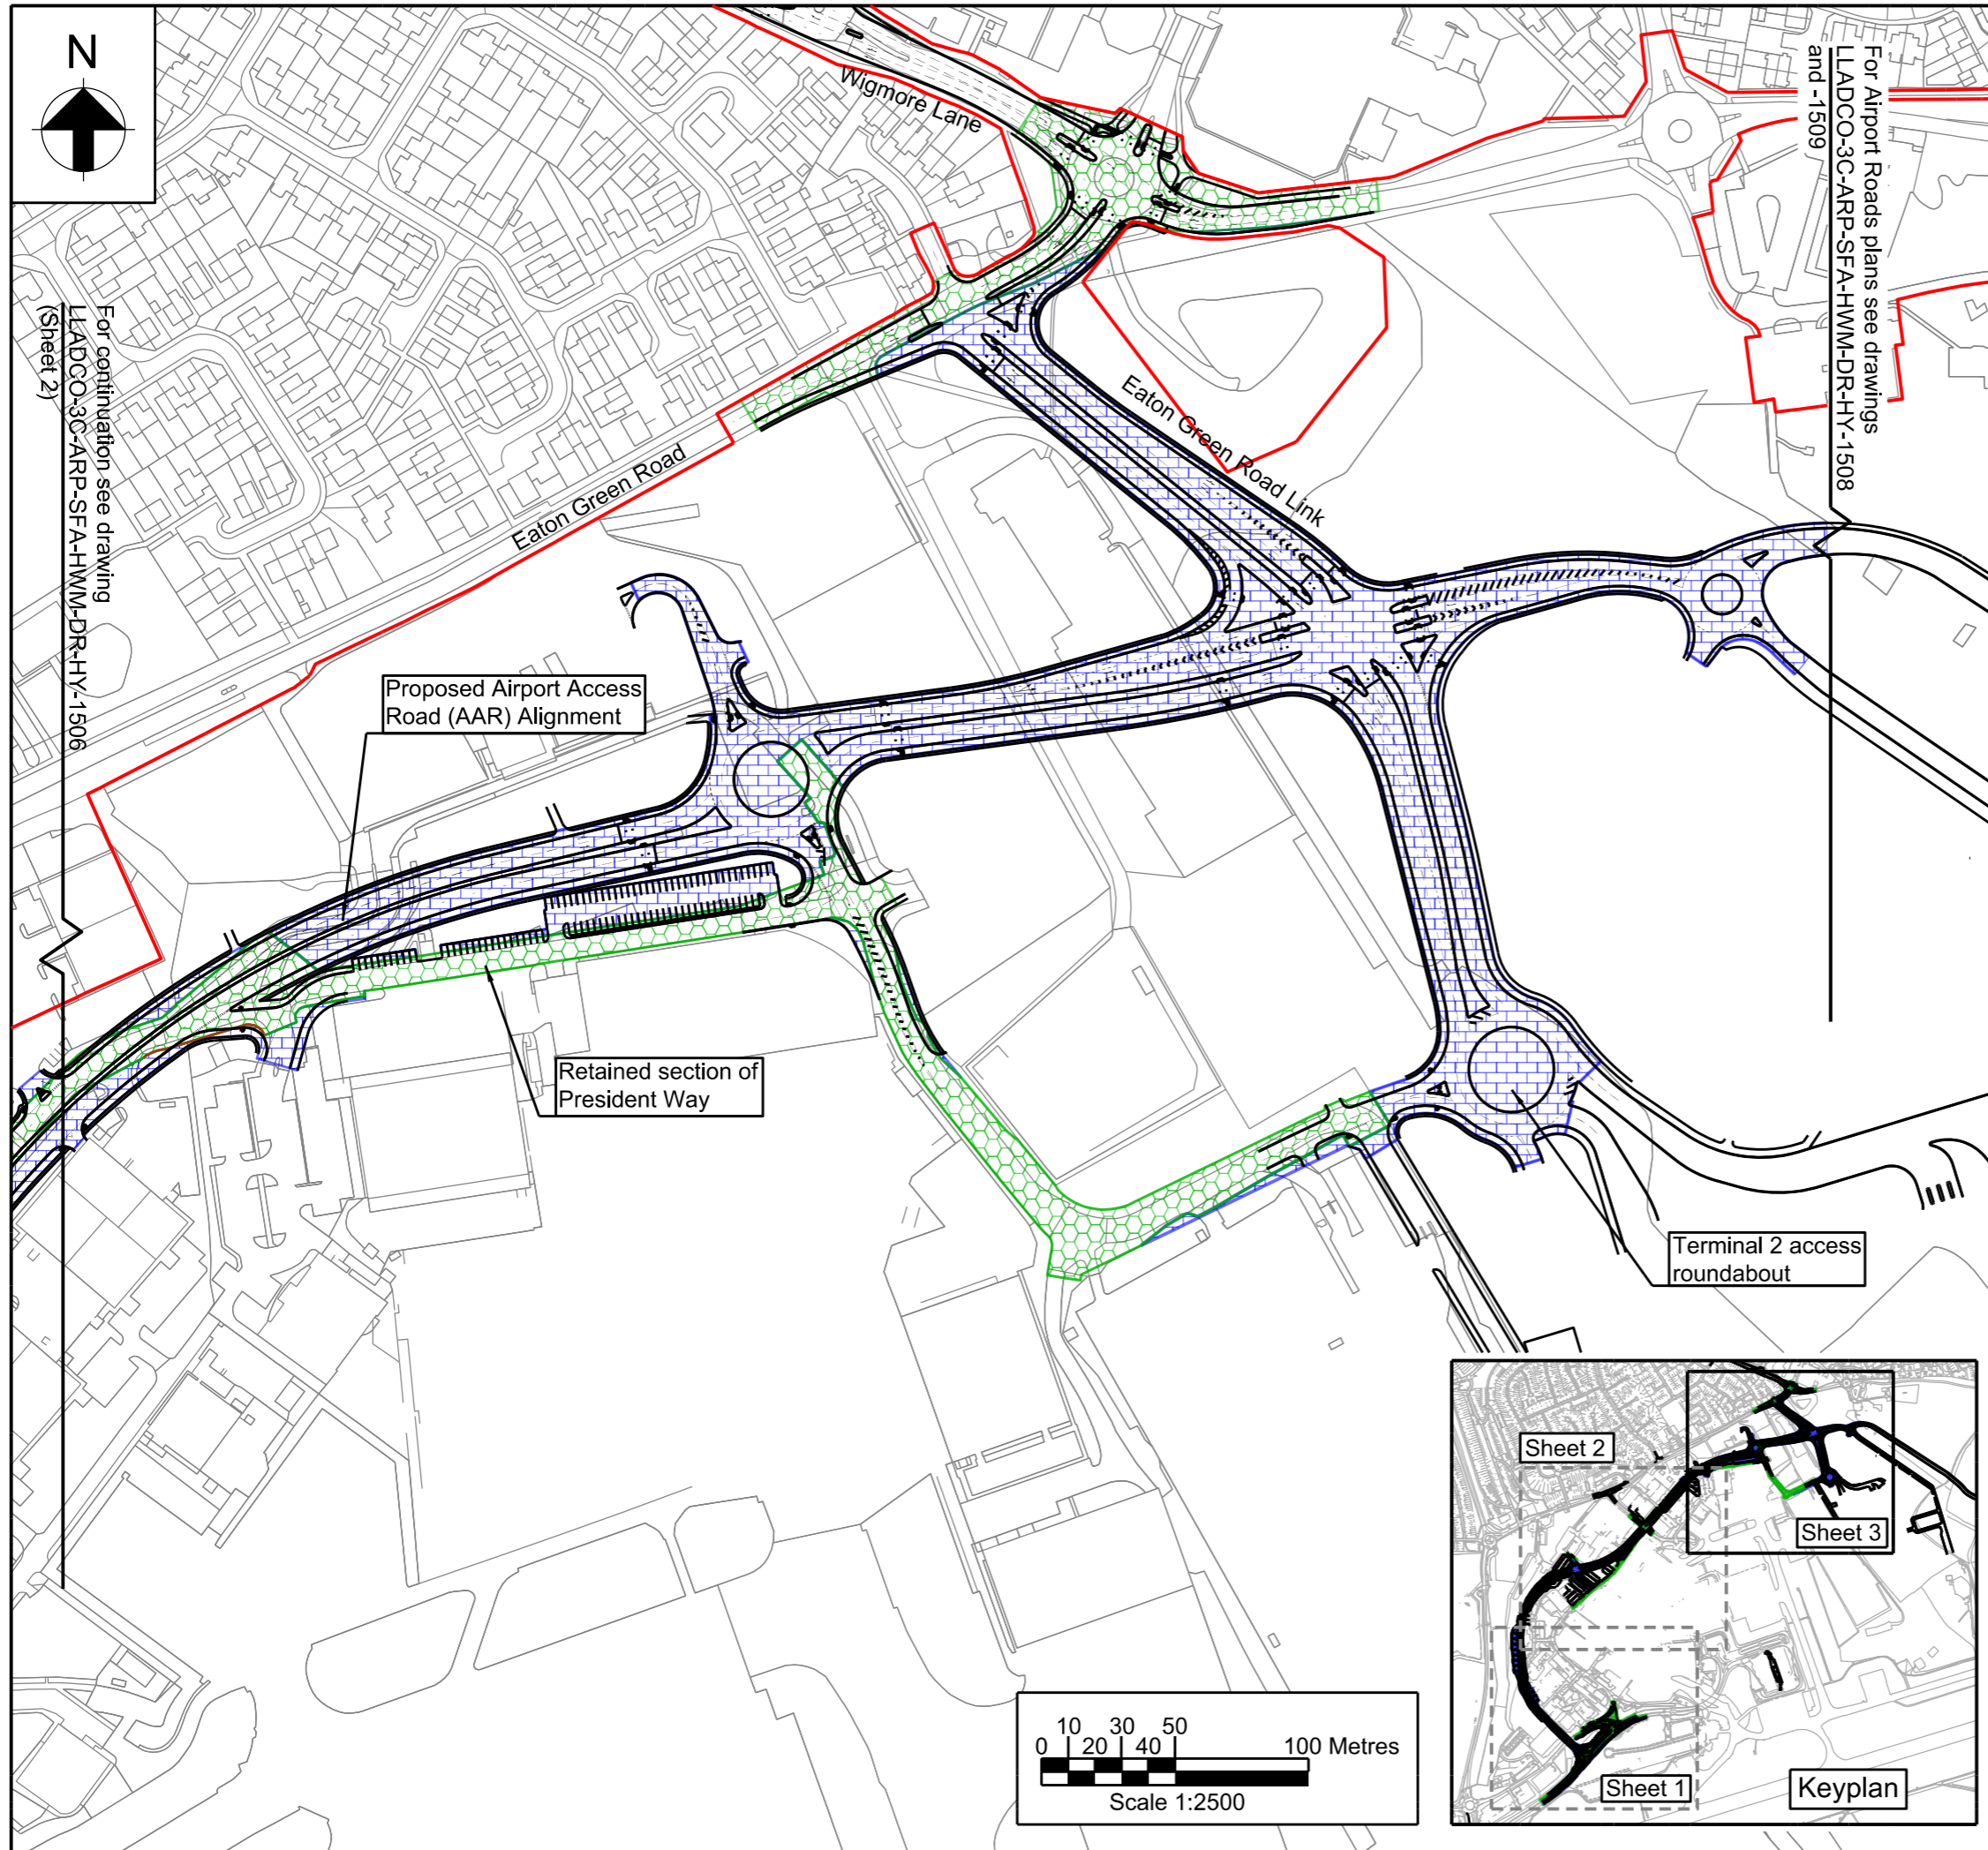 N
Wigmore Lane
For Airport Roads plans see drawings
LLADCO-3C-ARP-SFA-HWM-DR-HY-1508
and -1509
For continuation see drawing
LLADCO-3C-ARP-SFA-HWM-DR-HY-1506
(Sheet 2)
Eaton Green Road
Eaton Green Road Link
Proposed Airport Access
Road (AAR) Alignment
Retained section of
President Way
Terminal 2 access
roundabout
10 30 50
0 20 40 100 Metres
Scale 1:2500
Sheet 2
Sheet 3
Sheet 1
Keyplan